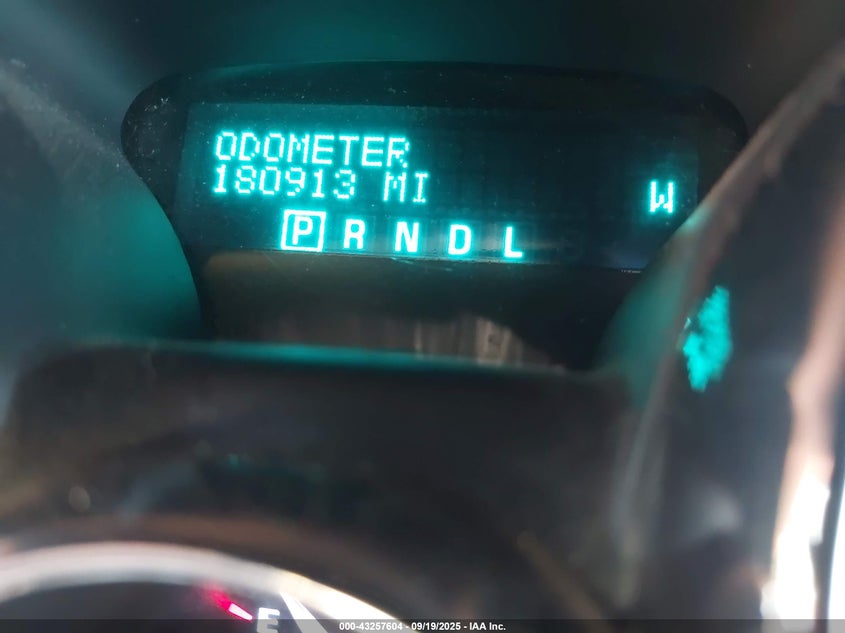 ODOMETER
180913 MI
W
P R N D L
E
000-43257604 - 09/19/2025 - IAA Inc.